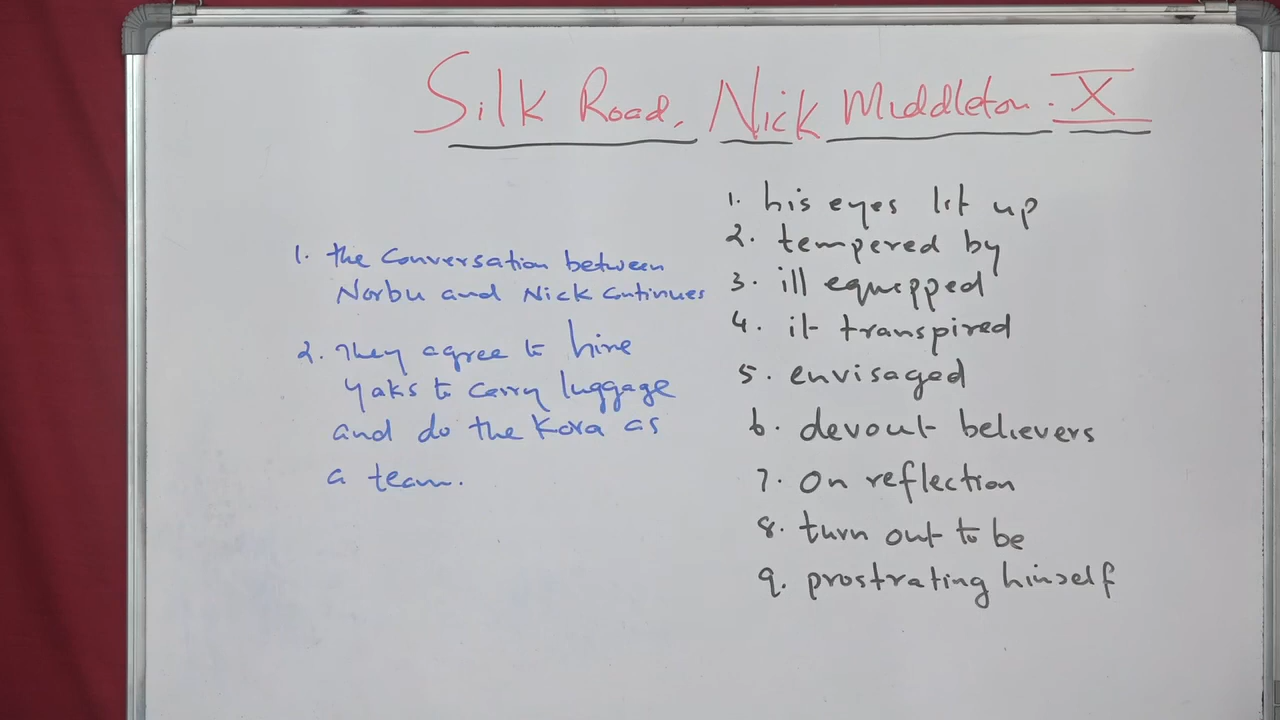 Silk Road, Nick Middleton. X
1. the Conversation between
Norbu and Nick Continues
2. They agree to hire
yaks to carry luggage
and do the Kora as
a team.
1. his eyes lit up
2. tempered by
3. ill equipped
4. it transpired
5. envisaged
6. devout believers
7. On reflection
8. turn out to be
9. prostrating himself